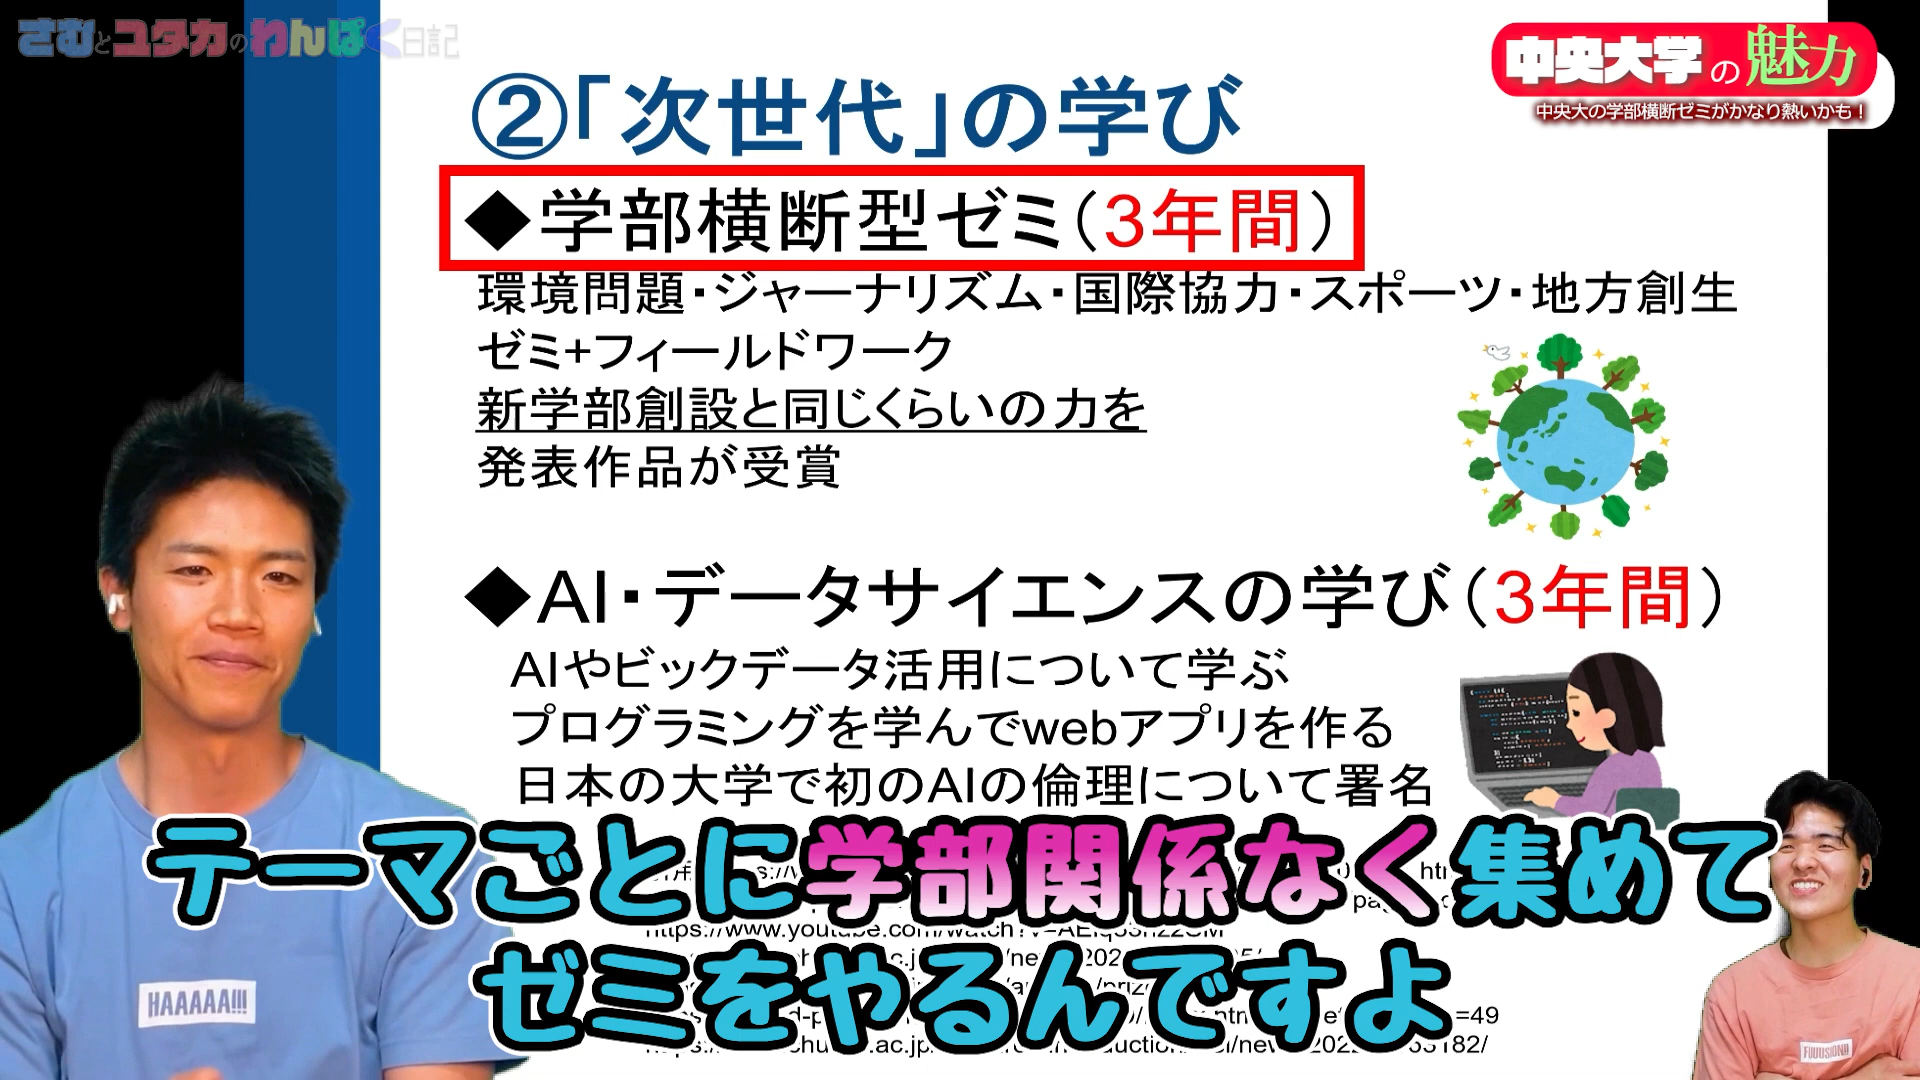 さむとユタカのわんぱく日記
中央大学の魅力
中央大の学部横断ゼミがかなり熱いかも！
②「次世代」の学び
◆学部横断型ゼミ（3年間）
環境問題・ジャーナリズム・国際協力・スポーツ・地方創生
ゼミ+フィールドワーク
新学部創設と同じくらいの力を
発表作品が受賞
◆AI・データサイエンスの学び（3年間）
AIやビックデータ活用について学ぶ
プログラミングを学んでwebアプリを作る
日本の大学で初のAIの倫理について署名
テーマごとに学部関係なく集めて
ゼミをやるんですよ
HAAAAA!!!